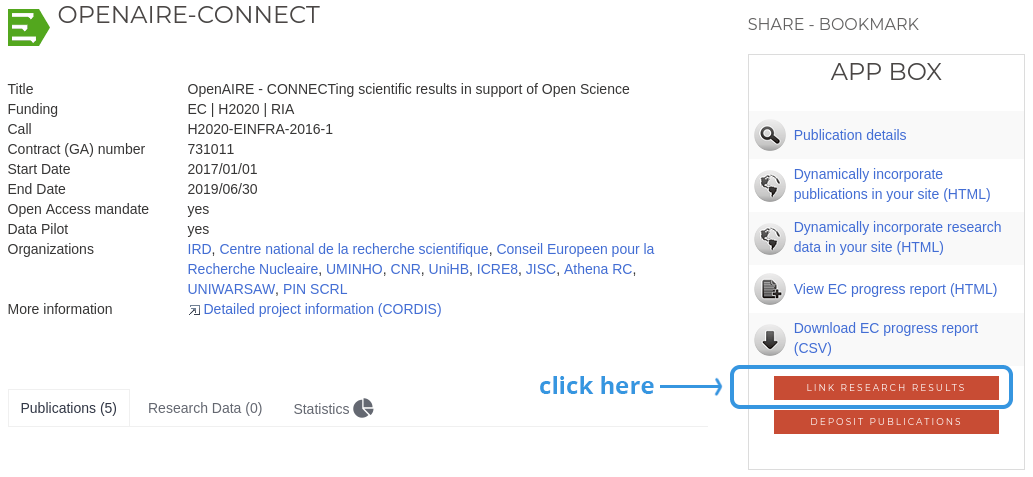 OPENAIRE-CONNECT
Title OpenAIRE - CONNECTing scientific results in support of Open Science
Funding EC | H2020 | RIA
Call H2020-EINFRA-2016-1
Contract (GA) number 731011
Start Date 2017/01/01
End Date 2019/06/30
Open Access mandate yes
Data Pilot yes
Organizations IRD, Centre national de la recherche scientifique, Conseil Europeen pour la
Recherche Nucleaire, UMINHO, CNR, UniHB, ICRE8, JISC, Athena RC,
UNIWARSAW, PIN SCRL
More information Detailed project information (CORDIS)
Publications (5) Research Data (0) Statistics
SHARE - BOOKMARK
APP BOX
Publication details
Dynamically incorporate
publications in your site (HTML)
Dynamically incorporate research
data in your site (HTML)
View EC progress report (HTML)
Download EC progress report
(CSV)
click here
LINK RESEARCH RESULTS
DEPOSIT PUBLICATIONS